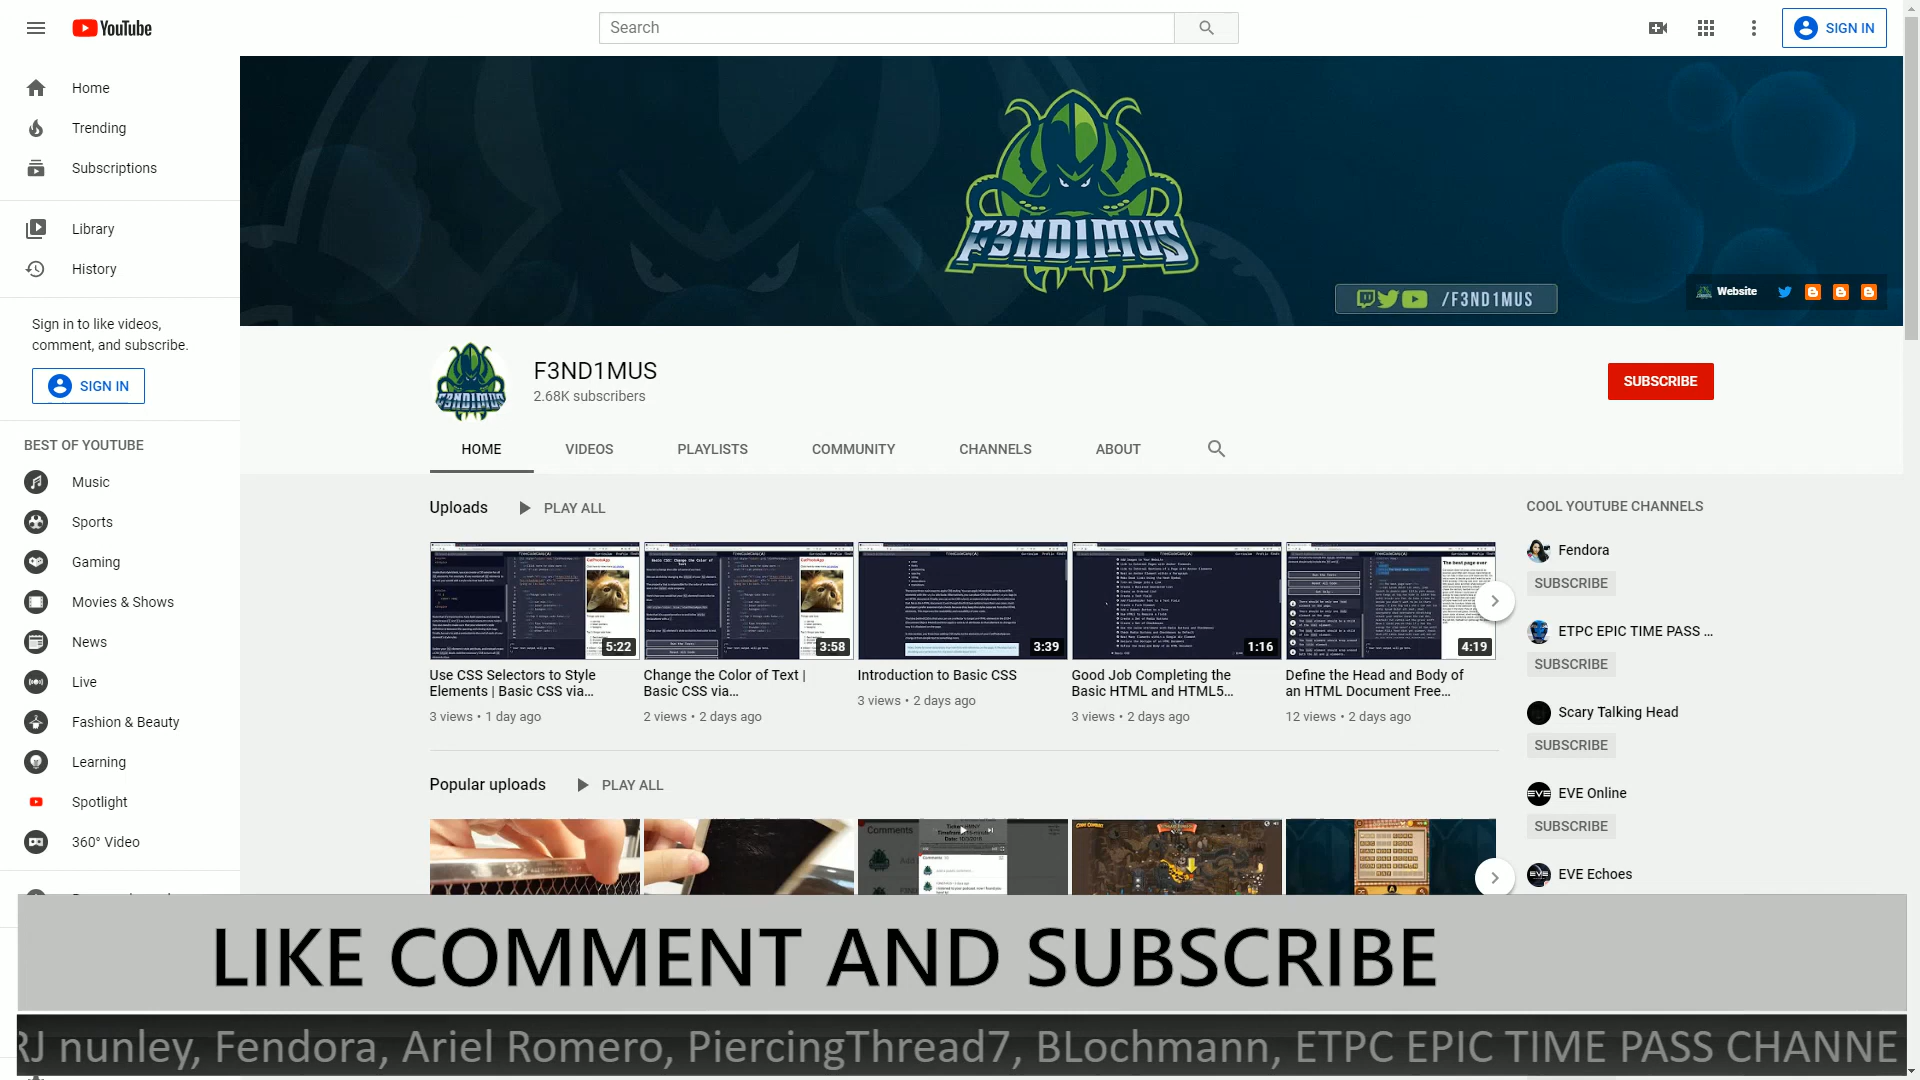 YouTube
Search
SIGN IN
Home
Trending
Subscriptions
Library
History
Sign in to like videos,
comment, and subscribe.
SIGN IN
BEST OF YOUTUBE
Music
Sports
Gaming
Movies & Shows
News
Live
Fashion & Beauty
Learning
Spotlight
360° Video
F3ND1MUS
/F3ND1MUS
Website
F3ND1MUS
F3ND1MUS
2.68K subscribers
SUBSCRIBE
HOME VIDEOS PLAYLISTS COMMUNITY CHANNELS ABOUT
Uploads PLAY ALL
5:22
Use CSS Selectors to Style
Elements | Basic CSS via...
3 views • 1 day ago
3:58
Change the Color of Text |
Basic CSS via...
2 views • 2 days ago
3:39
Introduction to Basic CSS
3 views • 2 days ago
1:16
Good Job Completing the
Basic HTML and HTML5...
3 views • 2 days ago
The best page ever
4:19
Define the Head and Body of
an HTML Document Free...
12 views • 2 days ago
Popular uploads PLAY ALL
Comments
COOL YOUTUBE CHANNELS
Fendora
SUBSCRIBE
ETPC EPIC TIME PASS ...
SUBSCRIBE
Scary Talking Head
SUBSCRIBE
EVE Online
SUBSCRIBE
EVE Echoes
LIKE COMMENT AND SUBSCRIBE
RJ nunley, Fendora, Ariel Romero, PiercingThread7, BLochmann, ETPC EPIC TIME PASS CHANNE